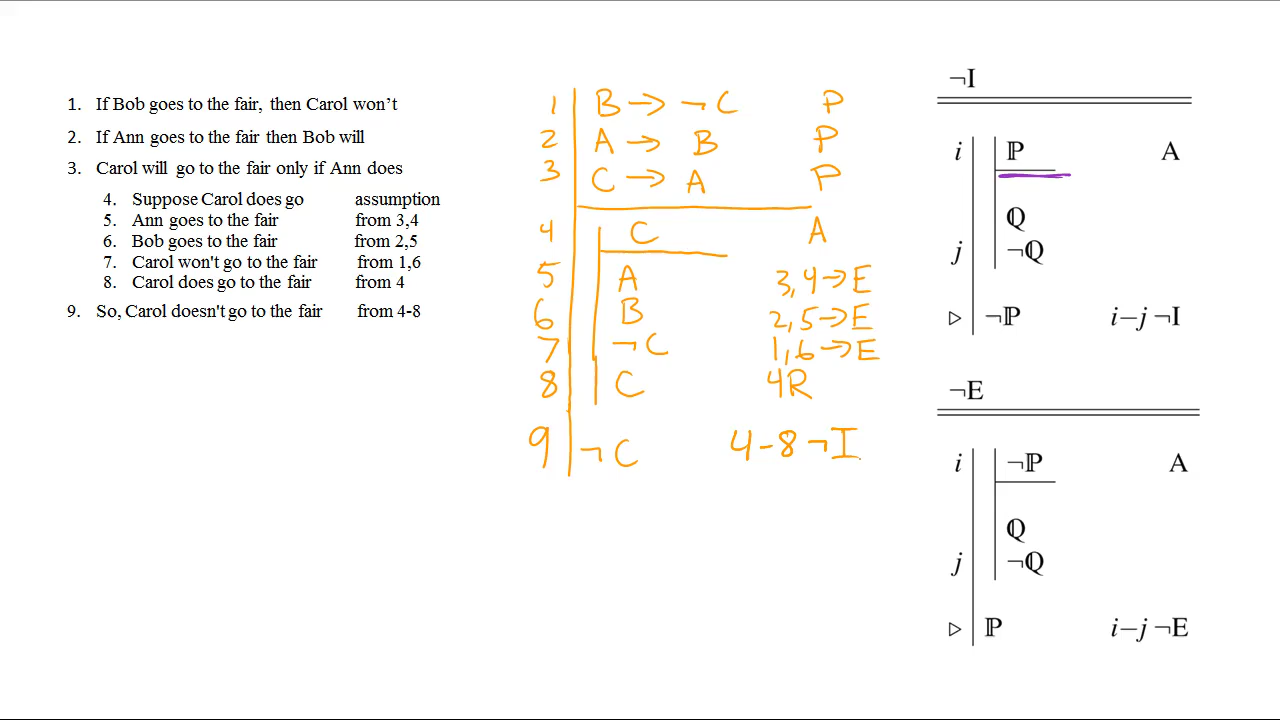 1. If Bob goes to the fair, then Carol won't
2. If Ann goes to the fair then Bob will
3. Carol will go to the fair only if Ann does
4. Suppose Carol does go assumption
5. Ann goes to the fair from 3,4
6. Bob goes to the fair from 2,5
7. Carol won't go to the fair from 1,6
8. Carol does go to the fair from 4
9. So, Carol doesn't go to the fair from 4-8
1 B → ¬C P
2 A → B P
3 C → A P
4 C A
5 A 3,4→E
6 B 2,5→E
7 ¬C 1,6→E
8 C 4R
9 ¬C 4-8¬I
¬I
i ℙ A
ℚ
j ¬ℚ
▷ ¬ℙ i–j ¬I
¬E
i ¬ℙ A
ℚ
j ¬ℚ
▷ ℙ i–j ¬E